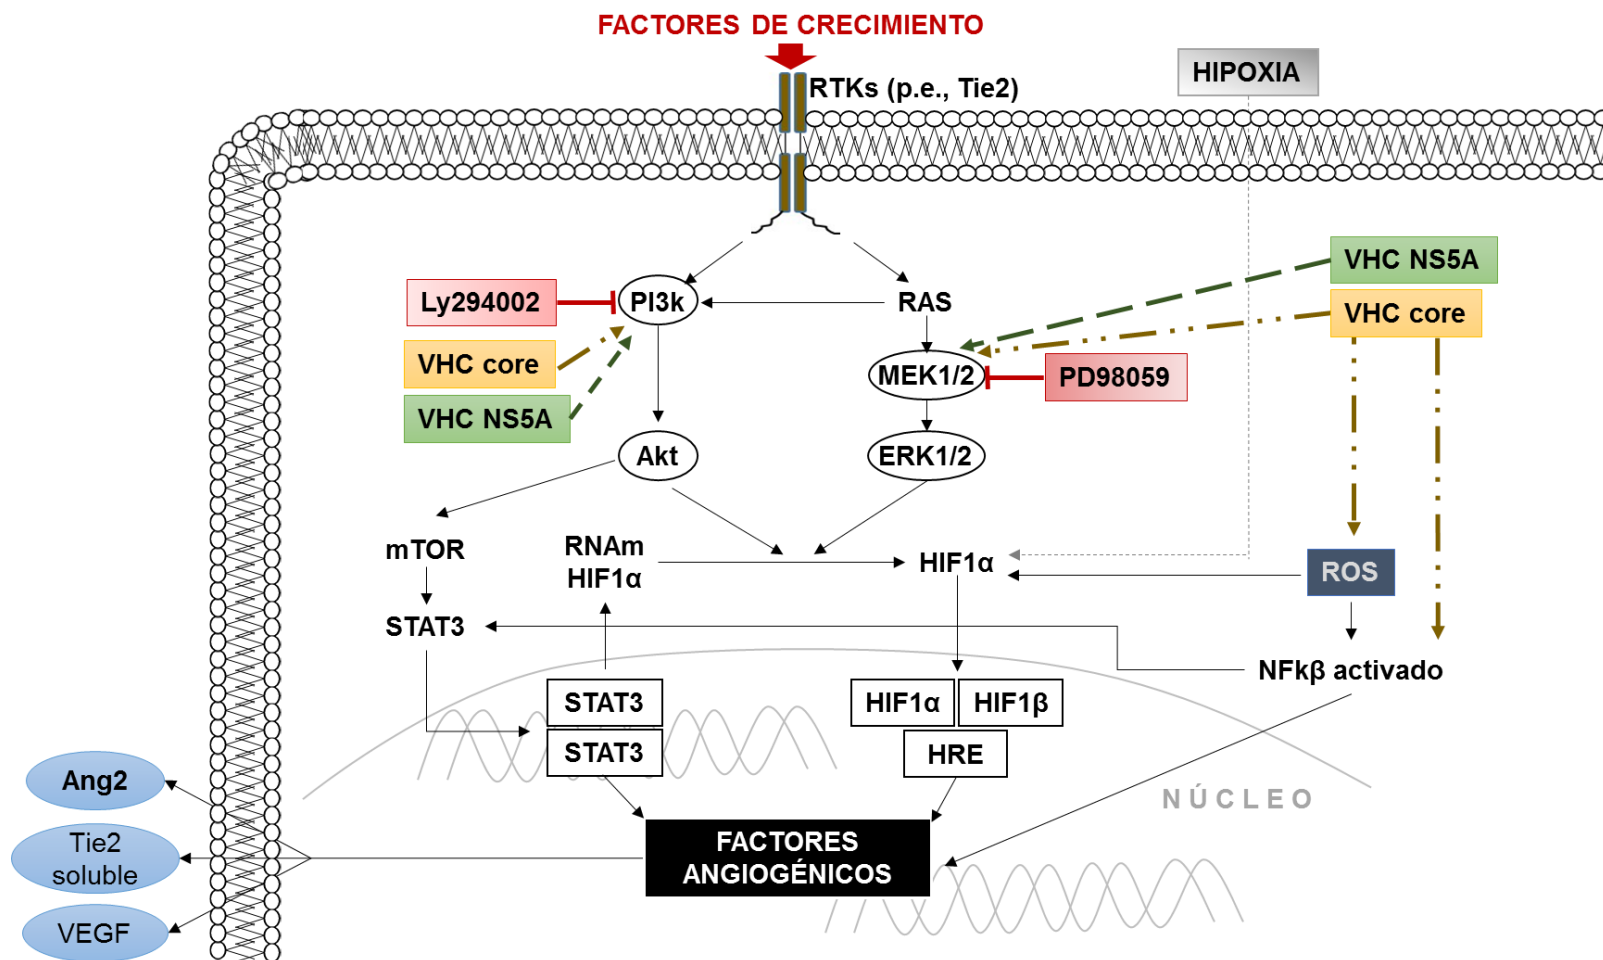 FACTORES DE CRECIMIENTO
RTKs (p.e., Tie2)
HIPOXIA
Ly294002
PI3k
RAS
VHC NS5A
VHC core
VHC core
VHC NS5A
MEK1/2
PD98059
Akt
ERK1/2
mTOR
RNAm
HIF1α
HIF1α
ROS
STAT3
NFkβ activado
STAT3
STAT3
HIF1α
HIF1β
HRE
NÚCLEO
FACTORES
ANGIOGÉNICOS
Ang2
Tie2
soluble
VEGF